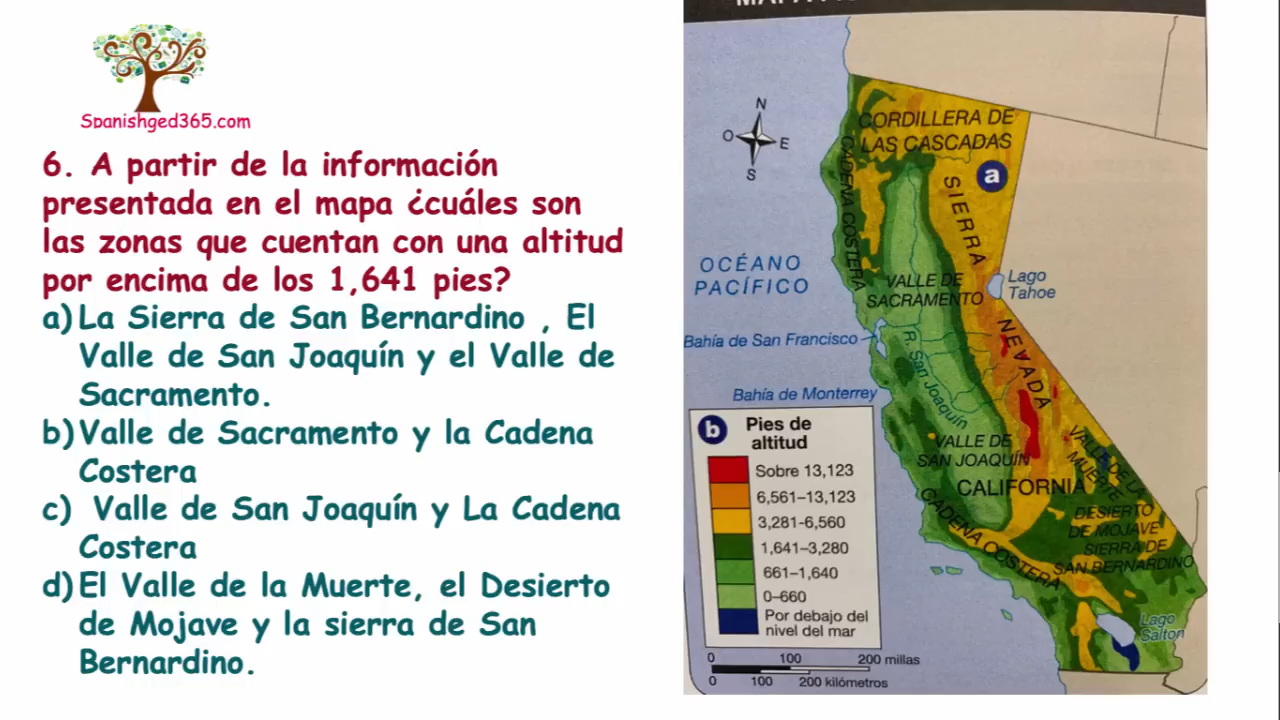 Spanishged365.com
6. A partir de la información
presentada en el mapa ¿cuáles son
las zonas que cuentan con una altitud
por encima de los 1,641 pies?
a) La Sierra de San Bernardino , El
Valle de San Joaquín y el Valle de
Sacramento.
b) Valle de Sacramento y la Cadena
Costera
c) Valle de San Joaquín y La Cadena
Costera
d) El Valle de la Muerte, el Desierto
de Mojave y la sierra de San
Bernardino.
N
O
E
S
CORDILLERA DE
LAS CASCADAS
a
CADENA COSTERA
SIERRA
NEVADA
OCÉANO
PACÍFICO
VALLE DE
SACRAMENTO
Lago
Tahoe
Bahía de San Francisco
R. San Joaquín
Bahía de Monterrey
VALLE DE
SAN JOAQUÍN
CALIFORNIA
VALLE DE
MUERTE
CADENA COSTERA
DESIERTO
DE MOJAVE
SIERRA DE
SAN BERNARDINO
Lago
Salton
b
Pies de
altitud
Sobre 13,123
6,561–13,123
3,281-6,560
1,641–3,280
661–1,640
0–660
Por debajo del
nivel del mar
0 100 200 millas
0 100 200 kilómetros